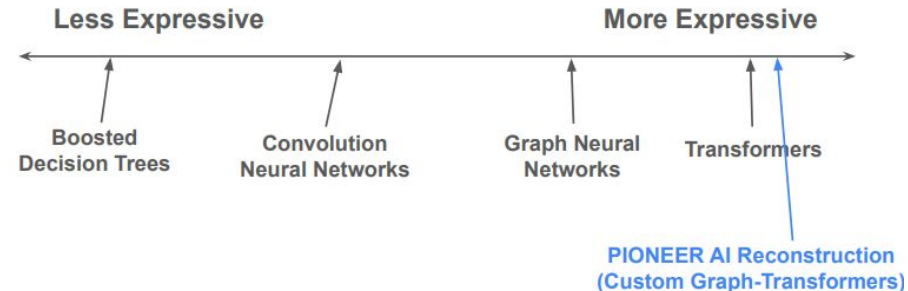 Less Expressive
More Expressive
Boosted
Decision Trees
Convolution
Neural Networks
Graph Neural
Networks
Transformers
PIONEER AI Reconstruction
(Custom Graph-Transformers)